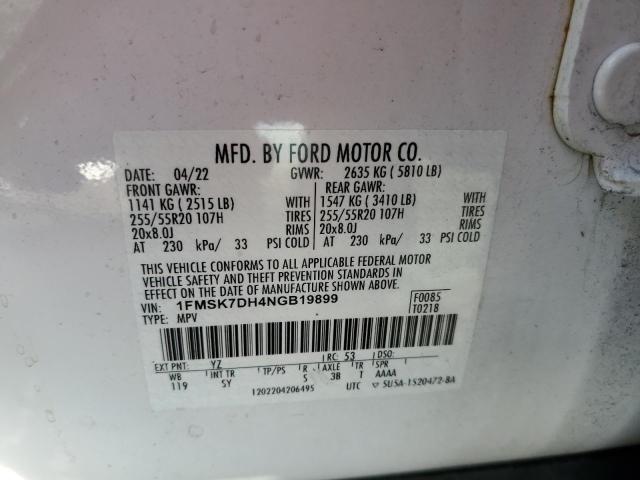 MFD. BY FORD MOTOR CO.
DATE: 04/22 GVWR: 2635 KG ( 5810 LB)
FRONT GAWR: REAR GAWR:
1141 KG ( 2515 LB) WITH 1547 KG ( 3410 LB) WITH
255/55R20 107H TIRES 255/55R20 107H TIRES
20x8.0J RIMS 20x8.0J RIMS
AT 230 kPa/ 33 PSI COLD AT 230 kPa/ 33 PSI COLD
THIS VEHICLE CONFORMS TO ALL APPLICABLE FEDERAL MOTOR
VEHICLE SAFETY AND THEFT PREVENTION STANDARDS IN
EFFECT ON THE DATE OF MANUFACTURE SHOWN ABOVE.
VIN: 1FMSK7DH4NGB19899 F0085
TYPE: MPV T0218
EXT PNT: YZ RC: 53 DSO:
WB INT TR TP/PS R AXLE TR SPR
119 5Y S 3B T AAAA
1202204206495 UTC SU5A-1520472-BA